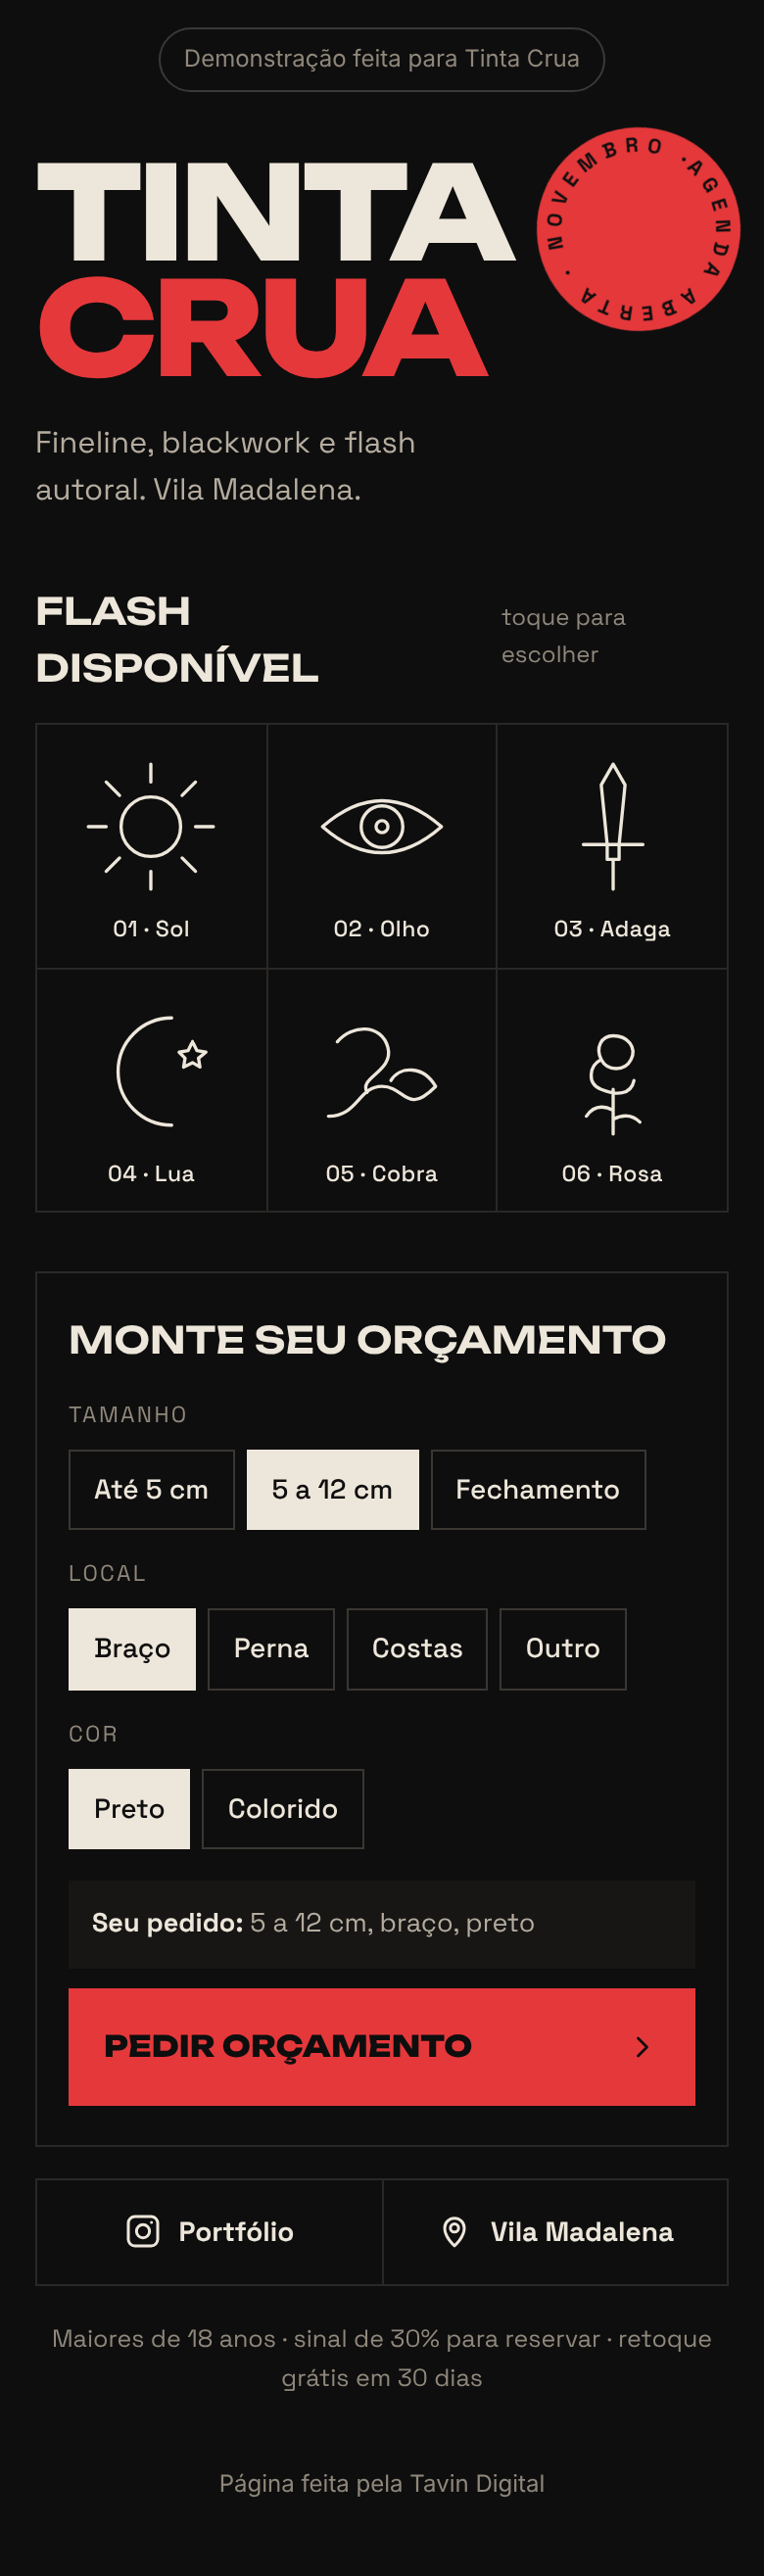 Demonstração feita para Tinta Crua
TINTA
CRUA
AGENDA ABERTA · NOVEMBRO ·
Fineline, blackwork e flash
autoral. Vila Madalena.
FLASH
DISPONÍVEL
toque para
escolher
01 · Sol
02 · Olho
03 · Adaga
04 · Lua
05 · Cobra
06 · Rosa
MONTE SEU ORÇAMENTO
TAMANHO
Até 5 cm
5 a 12 cm
Fechamento
LOCAL
Braço
Perna
Costas
Outro
COR
Preto
Colorido
Seu pedido: 5 a 12 cm, braço, preto
PEDIR ORÇAMENTO
Portfólio
Vila Madalena
Maiores de 18 anos · sinal de 30% para reservar · retoque
grátis em 30 dias
Página feita pela Tavin Digital